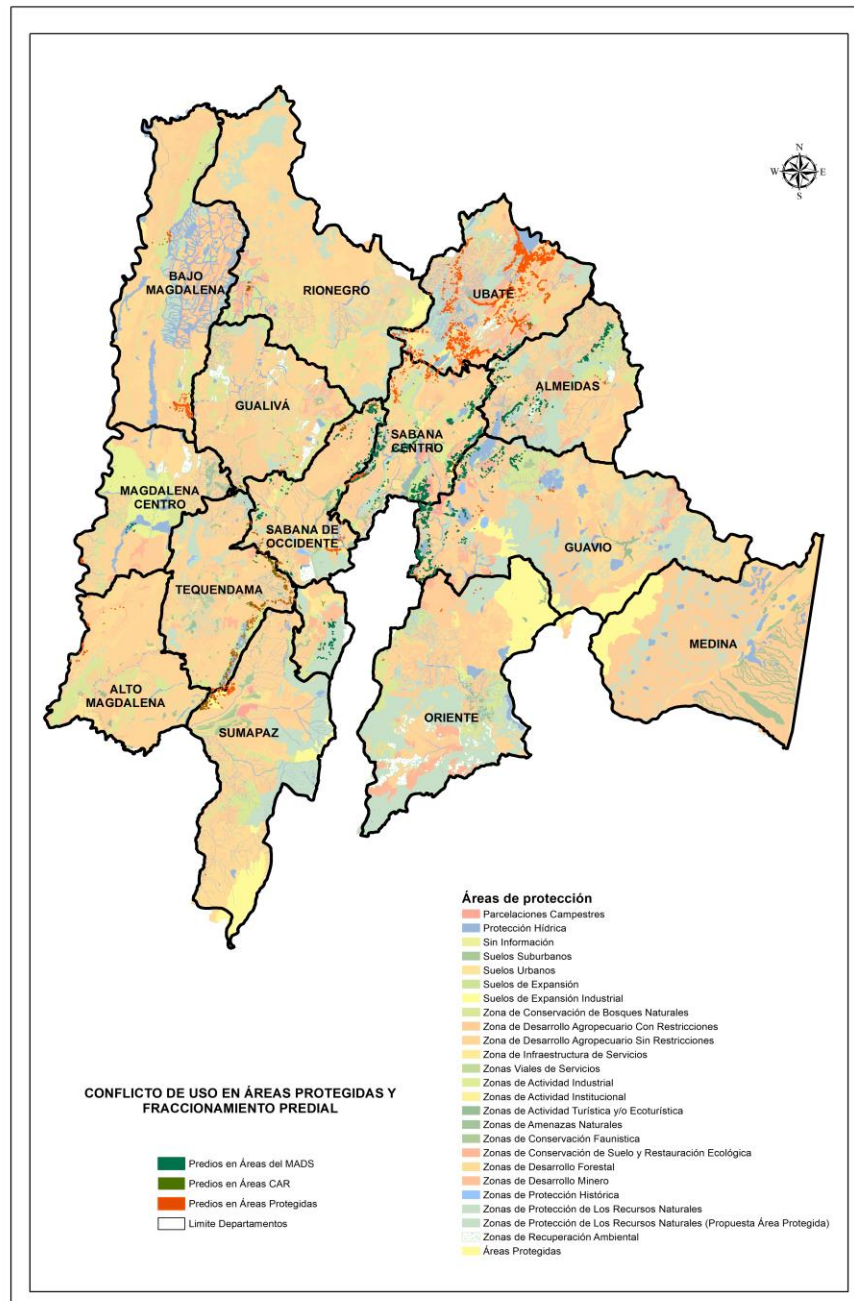 N
W E
S
BAJO
MAGDALENA
RIONEGRO
UBATÉ
GUALIVÁ
ALMEIDAS
SABANA
CENTRO
MAGDALENA
CENTRO
SABANA DE
OCCIDENTE
GUAVIO
TEQUENDAMA
MEDINA
ALTO
MAGDALENA
SUMAPAZ
ORIENTE
Áreas de protección
Parcelaciones Campestres
Protección Hídrica
Sin Información
Suelos Suburbanos
Suelos Urbanos
Suelos de Expansión
Suelos de Expansión Industrial
Zona de Conservación de Bosques Naturales
Zona de Desarrollo Agropecuario Con Restricciones
Zona de Desarrollo Agropecuario Sin Restricciones
Zona de Infraestructura de Servicios
Zonas Viales de Servicios
Zonas de Actividad Industrial
Zonas de Actividad Institucional
Zonas de Actividad Turística y/o Ecoturística
Zonas de Amenazas Naturales
Zonas de Conservación Faunistica
Zonas de Conservación de Suelo y Restauración Ecológica
Zonas de Desarrollo Forestal
Zonas de Desarrollo Minero
Zonas de Protección Histórica
Zonas de Protección de Los Recursos Naturales
Zonas de Protección de Los Recursos Naturales (Propuesta Área Protegida)
Zonas de Recuperación Ambiental
Áreas Protegidas
CONFLICTO DE USO EN ÁREAS PROTEGIDAS Y
FRACCIONAMIENTO PREDIAL
Predios en Áreas del MADS
Predios en Áreas CAR
Predios en Áreas Protegidas
Limite Departamentos